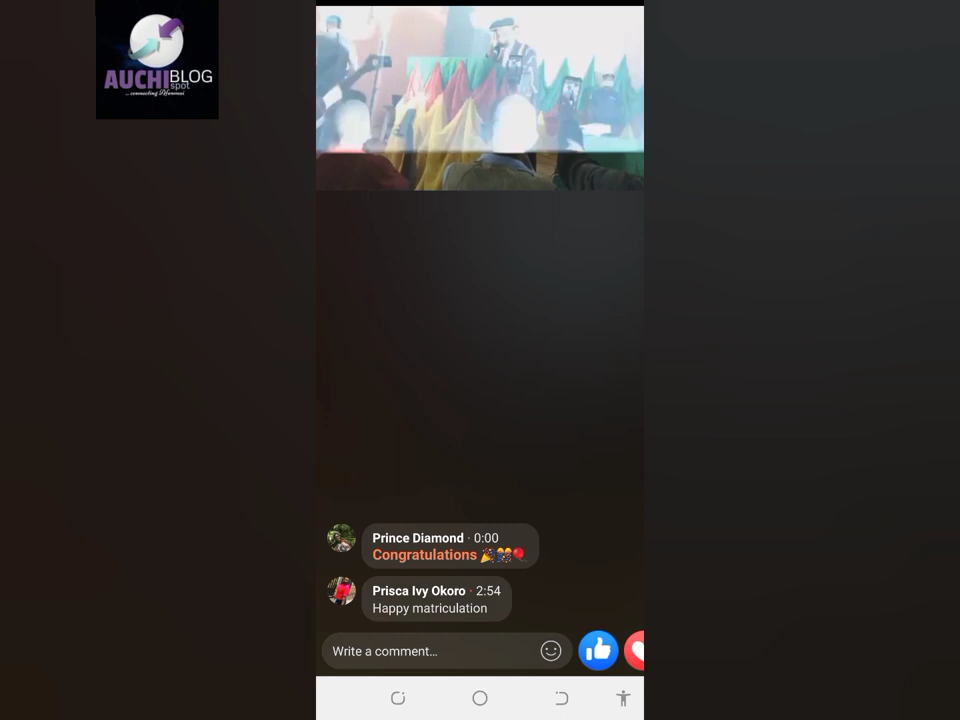 AUCHI BLOG
spot
Prince Diamond · 0:00
Congratulations 🎉🎊🎈
Prisca Ivy Okoro · 2:54
Happy matriculation
Write a comment…